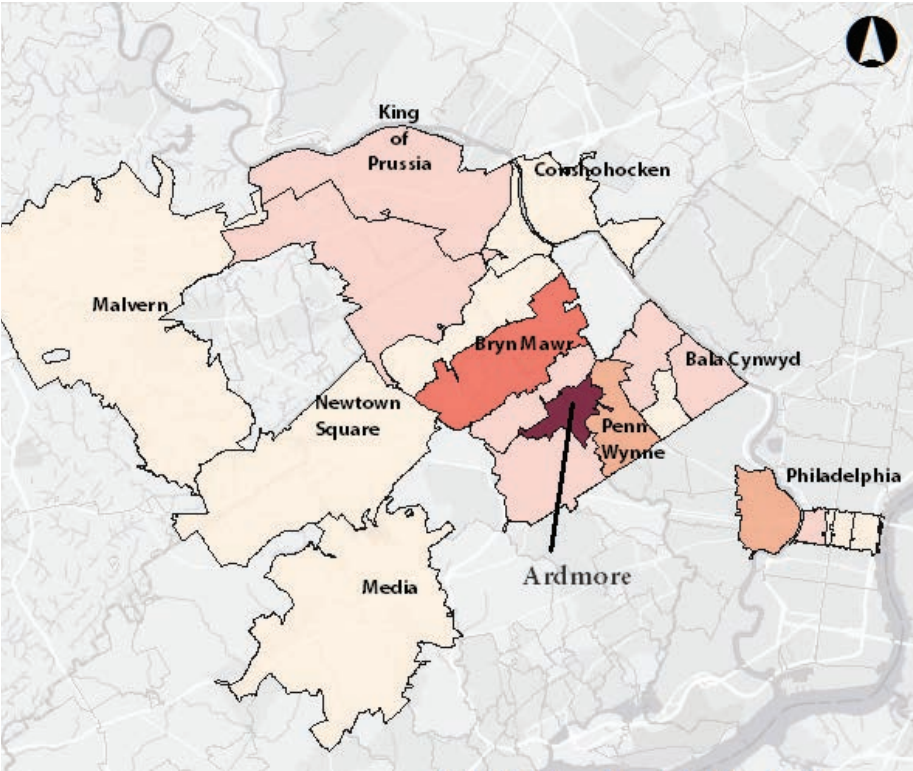 King
of
Prussia
Conshohocken
Malvern
Bryn Mawr
Bala Cynwyd
Newtown
Square
Penn
Wynne
Philadelphia
Ardmore
Media